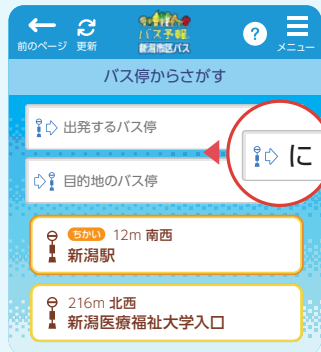 前のページ
更新
バス予報
新潟市区バス
?
メニュー
バス停からさがす
出発するバス停
に
目的地のバス停
ちかい 12m 南西
新潟駅
216m 北西
新潟医療福祉大学入口